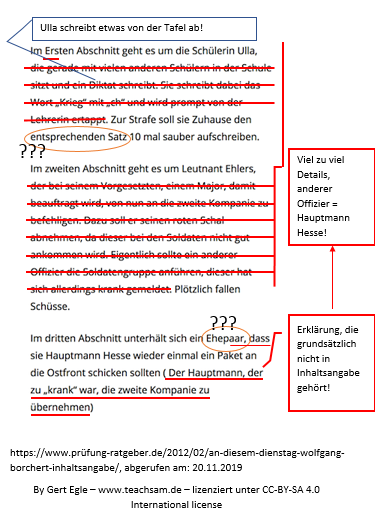 Ulla schreibt etwas von der Tafel ab!
Im Ersten Abschnitt geht es um die Schülerin Ulla,
die gerade mit vielen anderen Schülern in der Schule
sitzt und ein Diktat schreibt. Sie schreibt dabei das
Wort „Krieg“ mit „ch“ und wird prompt von der
Lehrerin ertappt. Zur Strafe soll sie Zuhause den
entsprechenden Satz 10 mal sauber aufschreiben.
???
Im zweiten Abschnitt geht es um Leutnant Ehlers,
der bei seinem Vorgesetzten, einem Major, damit
beauftragt wird, von nun an die zweite Kompanie zu
befehligen. Dazu soll er seinen roten Schal
abnehmen, da dieser bei den Soldaten nicht gut
ankommen wird. Eigentlich sollte ein anderer
Offizier die Soldatengruppe anführen, dieser hat
sich allerdings krank gemeldet. Plötzlich fallen
Schüsse.
Viel zu viel
Details,
anderer
Offizier =
Hauptmann
Hesse!
???
Im dritten Abschnitt unterhält sich ein Ehepaar, dass
sie Hauptmann Hesse wieder einmal ein Paket an
die Ostfront schicken sollten ( Der Hauptmann, der
zu „krank“ war, die zweite Kompanie zu
übernehmen)
Erklärung, die
grundsätzlich
nicht in
Inhaltsangabe
gehört!
https://www.prüfung-ratgeber.de/2012/02/an-diesem-dienstag-wolfgang-
borchert-inhaltsangabe/, abgerufen am: 20.11.2019
By Gert Egle – www.teachsam.de – lizenziert unter CC-BY-SA 4.0
International license